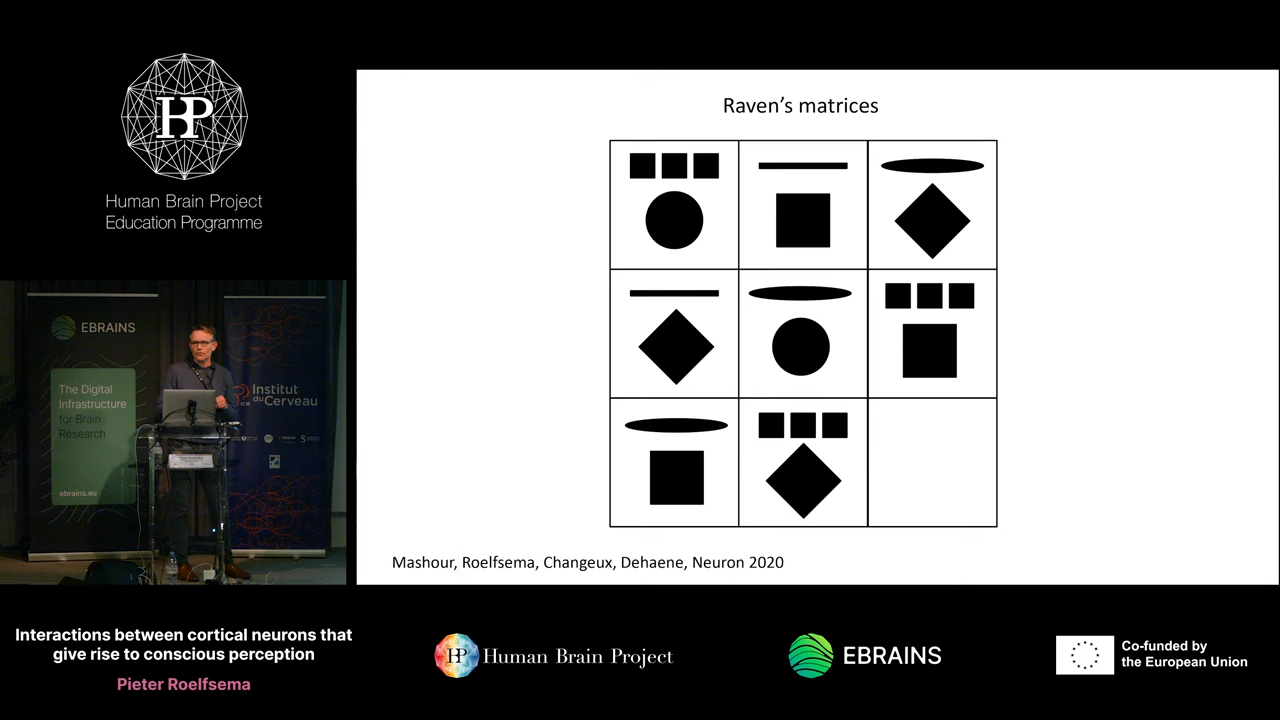 HP
Human Brain Project
Education Programme
EBRAINS
The Digital
Infrastructure
for Brain
Research
ebrains.eu
Institut
du Cerveau
Raven's matrices
Mashour, Roelfsema, Changeux, Dehaene, Neuron 2020
Interactions between cortical neurons that
give rise to conscious perception
Pieter Roelfsema
HP Human Brain Project
EBRAINS
Co-funded by
the European Union